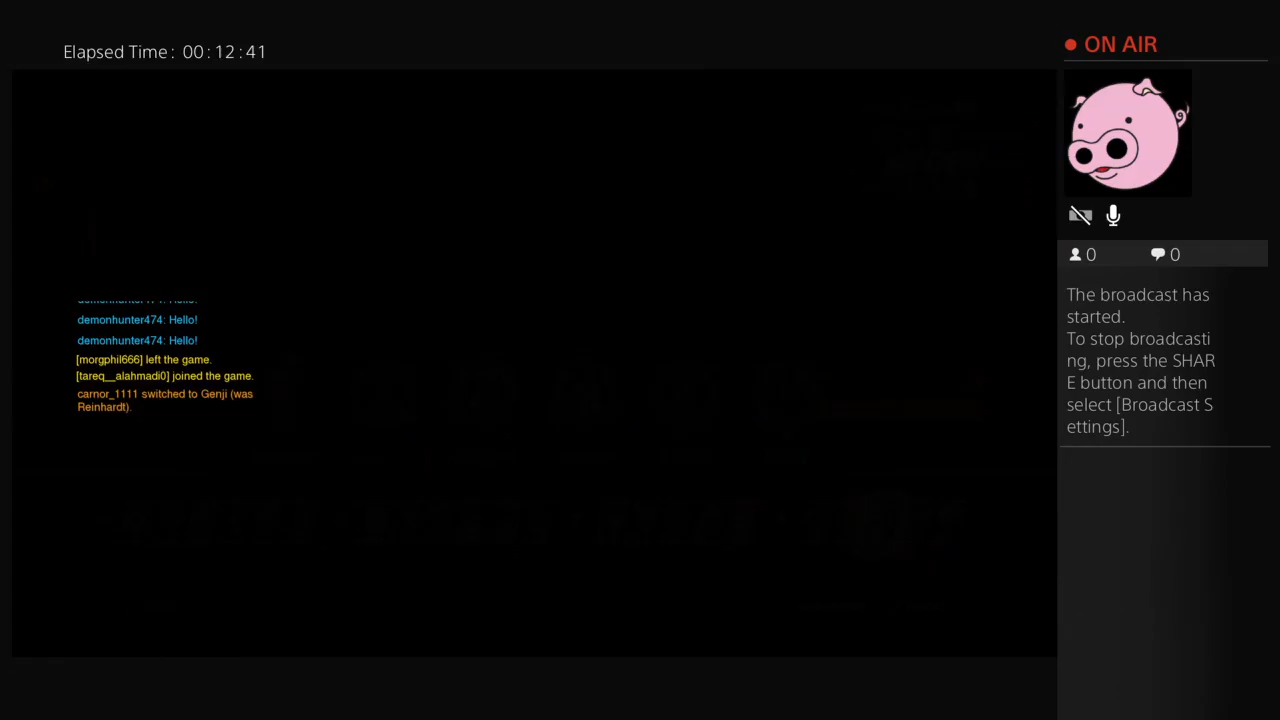 Elapsed Time: 00:12:41
ON AIR
0 0
The broadcast has
started.
To stop broadcasti
ng, press the SHAR
E button and then
select [Broadcast S
ettings].
demonhunter474: Hello!
demonhunter474: Hello!
demonhunter474: Hello!
[morgphil666] left the game.
[tareq__alahmadi0] joined the game.
carnor_1111 switched to Genji (was
Reinhardt).